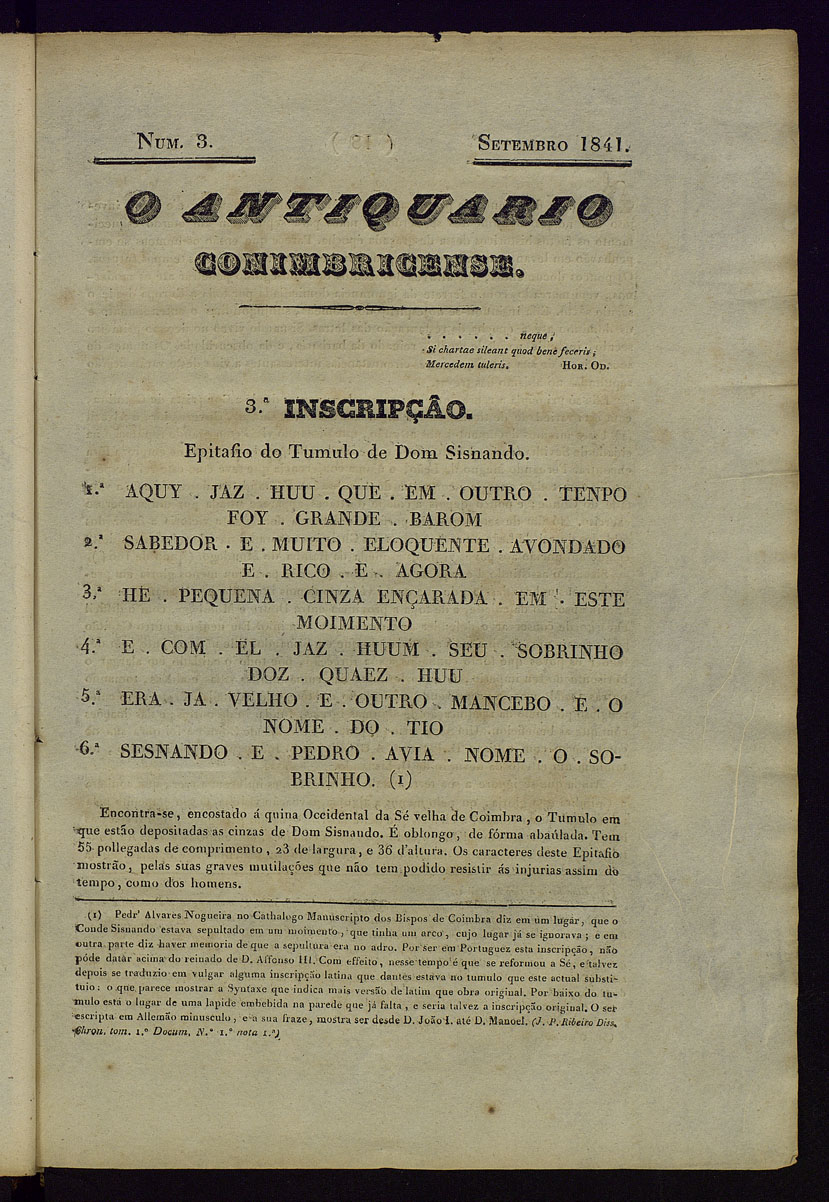 NUM. 3.
SETEMBRO 1841.
O ANTIQUARIO
CONIMBRICENSE.
. . . . . . neque,
Si chartae sileant quod bene feceris,
Mercedem tuleris. HOR. OD.
3.ª INSCRIPÇÂO.
Epitafio do Tumulo de Dom Sisnando.
1.ª AQUY . JAZ . HUU . QUE . EM . OUTRO . TENPO
FOY . GRANDE . BAROM
2.ª SABEDOR . E . MUITO . ELOQUENTE . AVONDADO
E . RICO . E . AGORA
3.ª HE . PEQUENA . CINZA ENÇARADA . EM . ESTE
MOIMENTO
4.ª E . COM . EL . JAZ . HUUM . SEU . SOBRINHO
DOZ . QUAEZ . HUU
5.ª ERA . JA . VELHO . E . OUTRO . MANCEBO . E . O
NOME . DO . TIO
6.ª SESNANDO . E . PEDRO . AVIA . NOME . O . SO-
BRINHO. (1)
Encontra-se, encostado á quina Occidental da Sé velha de Coimbra, o Tumulo em
que estão depositadas as cinzas de Dom Sisnando. É oblongo, de fórma abaúlada. Tem
55 pollegadas de comprimento, 23 de largura, e 36 d'altura. Os caracteres deste Epitafio
mostrão, pelas suas graves mutilações que não tem podido resistir ás injurias assim do
tempo, como dos homens.
(1) Pedr' Alvares Nogueira no Cathalogo Manuscripto dos Bispos de Coimbra diz em um lugar, que o
Conde Sisnando estava sepultado em um moimento, que tinha um arco, cujo lugar já se ignorava; e em
outra parte diz haver memoria de que a sepultura era no adro. Por ser em Portuguez esta inscripção, não
póde datar acima do reinado de D. Affonso III. Com effeito, nesse tempo é que se reformou a Sé, e talvez
depois se traduzio em vulgar alguma inscripção latina que dantes estava no tumulo que este actual substi-
tuio: o que parece mostrar a Syntaxe que indica mais versão de latim que obra original. Por baixo do tu-
mulo está o lugar de uma lapide embebida na parede que já falta, e seria talvez a inscripção original. O ser
escripta em Allemão minusculo, e a sua fraze, mostra ser desde D. João I. até D. Manoel. (J. P. Ribeiro Diss.
Chron. tom. 1.º Docum. N.º 1.º nota 1.ª)